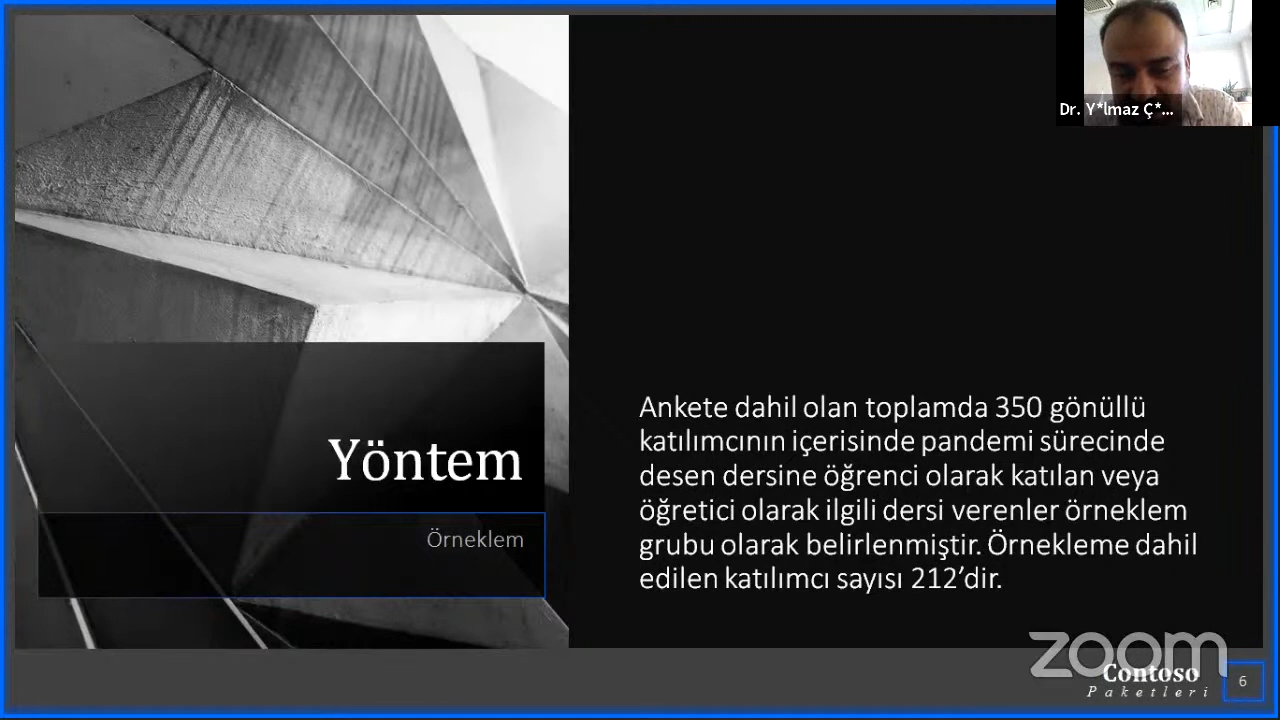 Dr. Y*lmaz Ç*...
Yöntem
Örneklem
Ankete dahil olan toplamda 350 gönüllü
katılımcının içerisinde pandemi sürecinde
desen dersine öğrenci olarak katılan veya
öğretici olarak ilgili dersi verenler örneklem
grubu olarak belirlenmiştir. Örnekleme dahil
edilen katılımcı sayısı 212’dir.
zoom
Contoso
Paketleri
6